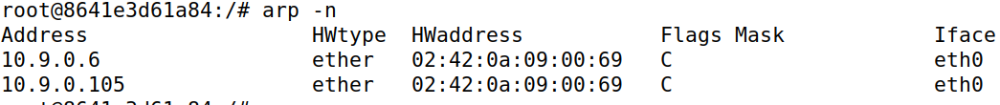 root@8641e3d61a84:/# arp -n
Address                  HWtype  HWaddress           Flags Mask            Iface
10.9.0.6                 ether   02:42:0a:09:00:69   C                     eth0
10.9.0.105               ether   02:42:0a:09:00:69   C                     eth0